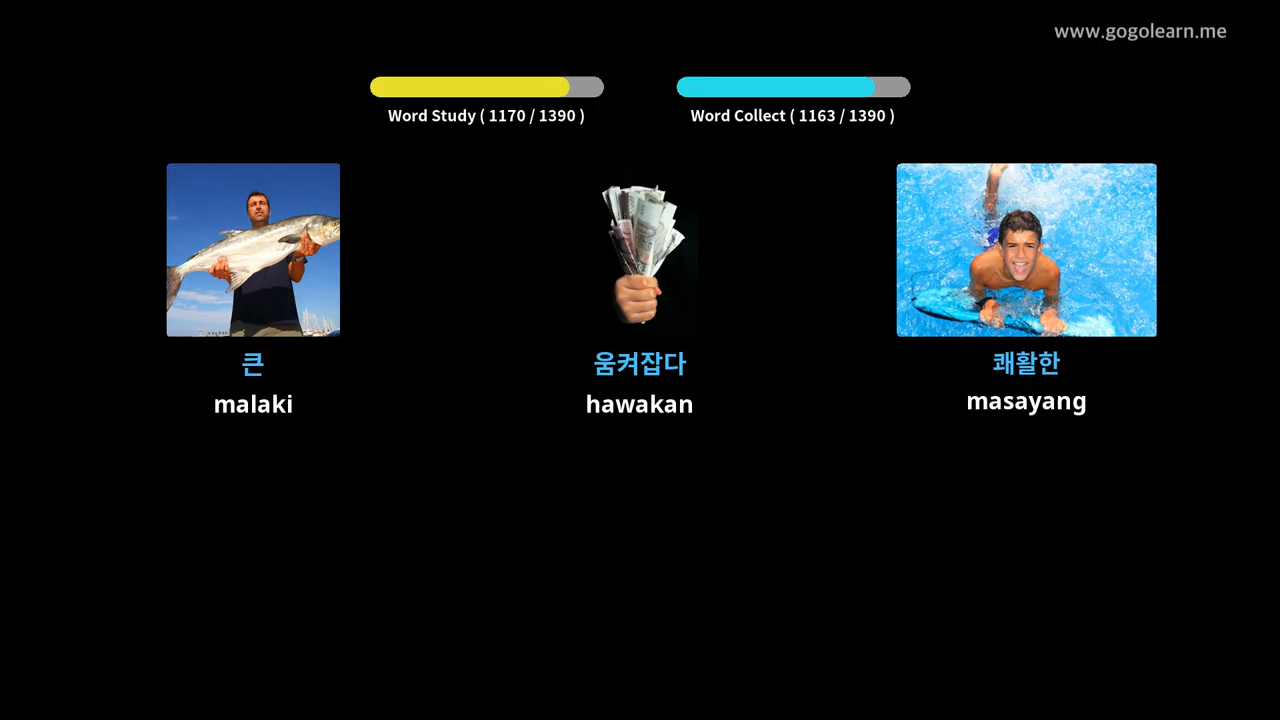 www.gogolearn.me
Word Study ( 1170 / 1390 )
Word Collect ( 1163 / 1390 )
큰
malaki
움켜잡다
hawakan
쾌활한
masayang